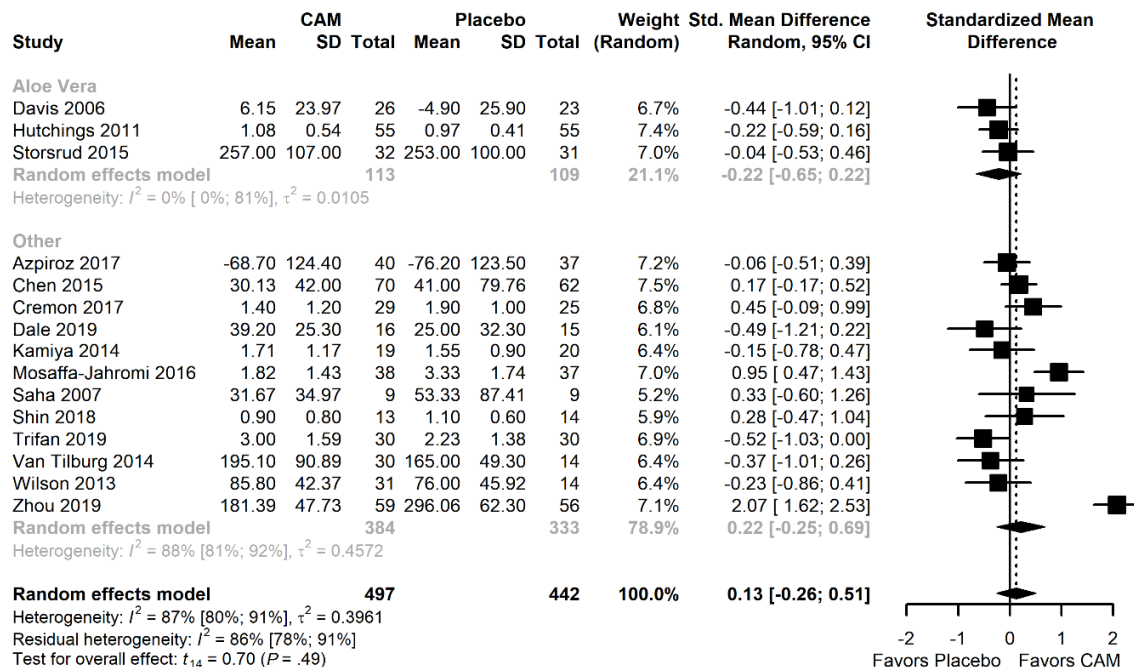 CAM Placebo Weight Std. Mean Difference Standardized Mean
Study Mean SD Total Mean SD Total (Random) Random, 95% CI Difference
Aloe Vera
Davis 2006 6.15 23.97 26 -4.90 25.90 23 6.7% -0.44 [-1.01; 0.12]
Hutchings 2011 1.08 0.54 55 0.97 0.41 55 7.4% -0.22 [-0.59; 0.16]
Storsrud 2015 257.00 107.00 32 253.00 100.00 31 7.0% -0.04 [-0.53; 0.46]
Random effects model 113 109 21.1% -0.22 [-0.65; 0.22]
Heterogeneity: I² = 0% [ 0%; 81%], τ² = 0.0105
Other
Azpiroz 2017 -68.70 124.40 40 -76.20 123.50 37 7.2% -0.06 [-0.51; 0.39]
Chen 2015 30.13 42.00 70 41.00 79.76 62 7.3% 0.17 [-0.17; 0.52]
Cremon 2017 1.40 1.20 29 1.90 1.00 25 6.8% 0.45 [-0.09; 0.99]
Dale 2019 39.20 25.30 16 25.00 32.30 15 6.1% -0.49 [-1.21; 0.22]
Kamiya 2014 1.71 1.17 19 1.55 0.90 20 6.4% -0.15 [-0.78; 0.47]
Mosaffa-Jahromi 2016 1.82 1.43 38 3.33 1.74 37 7.0% 0.95 [ 0.47; 1.43]
Saha 2007 31.67 34.97 9 53.33 87.41 9 5.2% 0.33 [-0.60; 1.26]
Shin 2018 0.90 0.80 13 1.10 0.60 14 5.9% 0.28 [-0.47; 1.04]
Trifan 2019 3.00 1.59 30 2.23 1.38 30 6.9% -0.52 [-1.03; 0.00]
Van Tilburg 2014 195.10 90.89 30 165.00 49.30 14 6.4% -0.37 [-1.01; 0.26]
Wilson 2013 85.80 42.37 31 76.00 45.92 14 6.4% -0.23 [-0.86; 0.41]
Zhou 2019 181.39 47.73 59 296.06 62.30 56 7.1% 2.07 [ 1.62; 2.53]
Random effects model 384 333 78.9% 0.22 [-0.25; 0.69]
Heterogeneity: I² = 88% [81%; 92%], τ² = 0.4572
Random effects model 497 442 100.0% 0.13 [-0.26; 0.51]
Heterogeneity: I² = 87% [80%; 91%], τ² = 0.3961
Residual heterogeneity: I² = 86% [78%; 91%]
-2 -1 0 1 2
Test for overall effect: t₁₄ = 0.70 (P = .49)
Favors Placebo Favors CAM